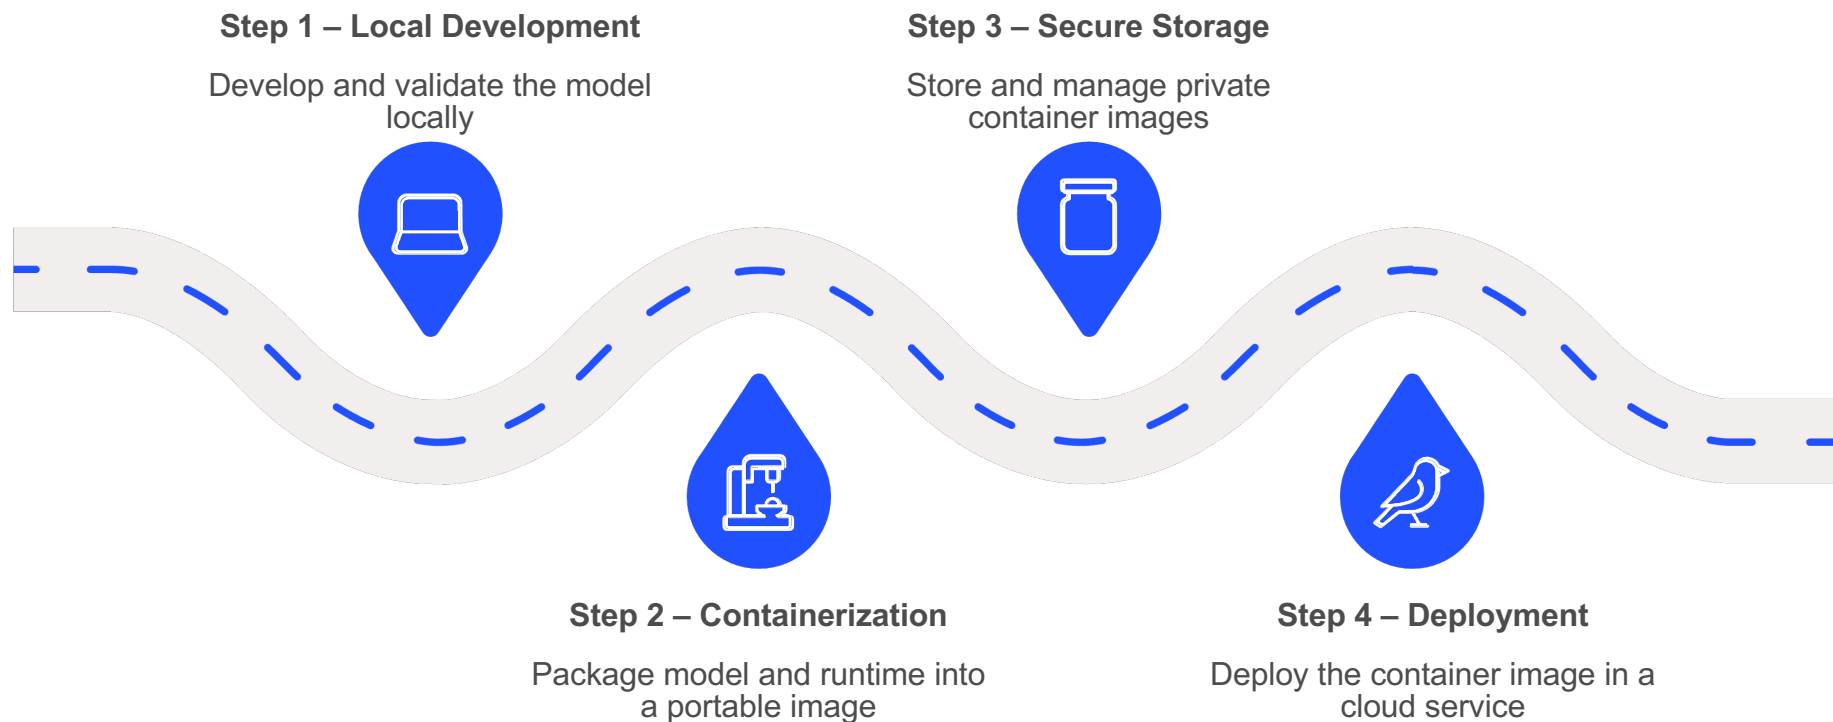 Step 1 – Local Development
Develop and validate the model
locally
Step 2 – Containerization
Package model and runtime into
a portable image
Step 3 – Secure Storage
Store and manage private
container images
Step 4 – Deployment
Deploy the container image in a
cloud service